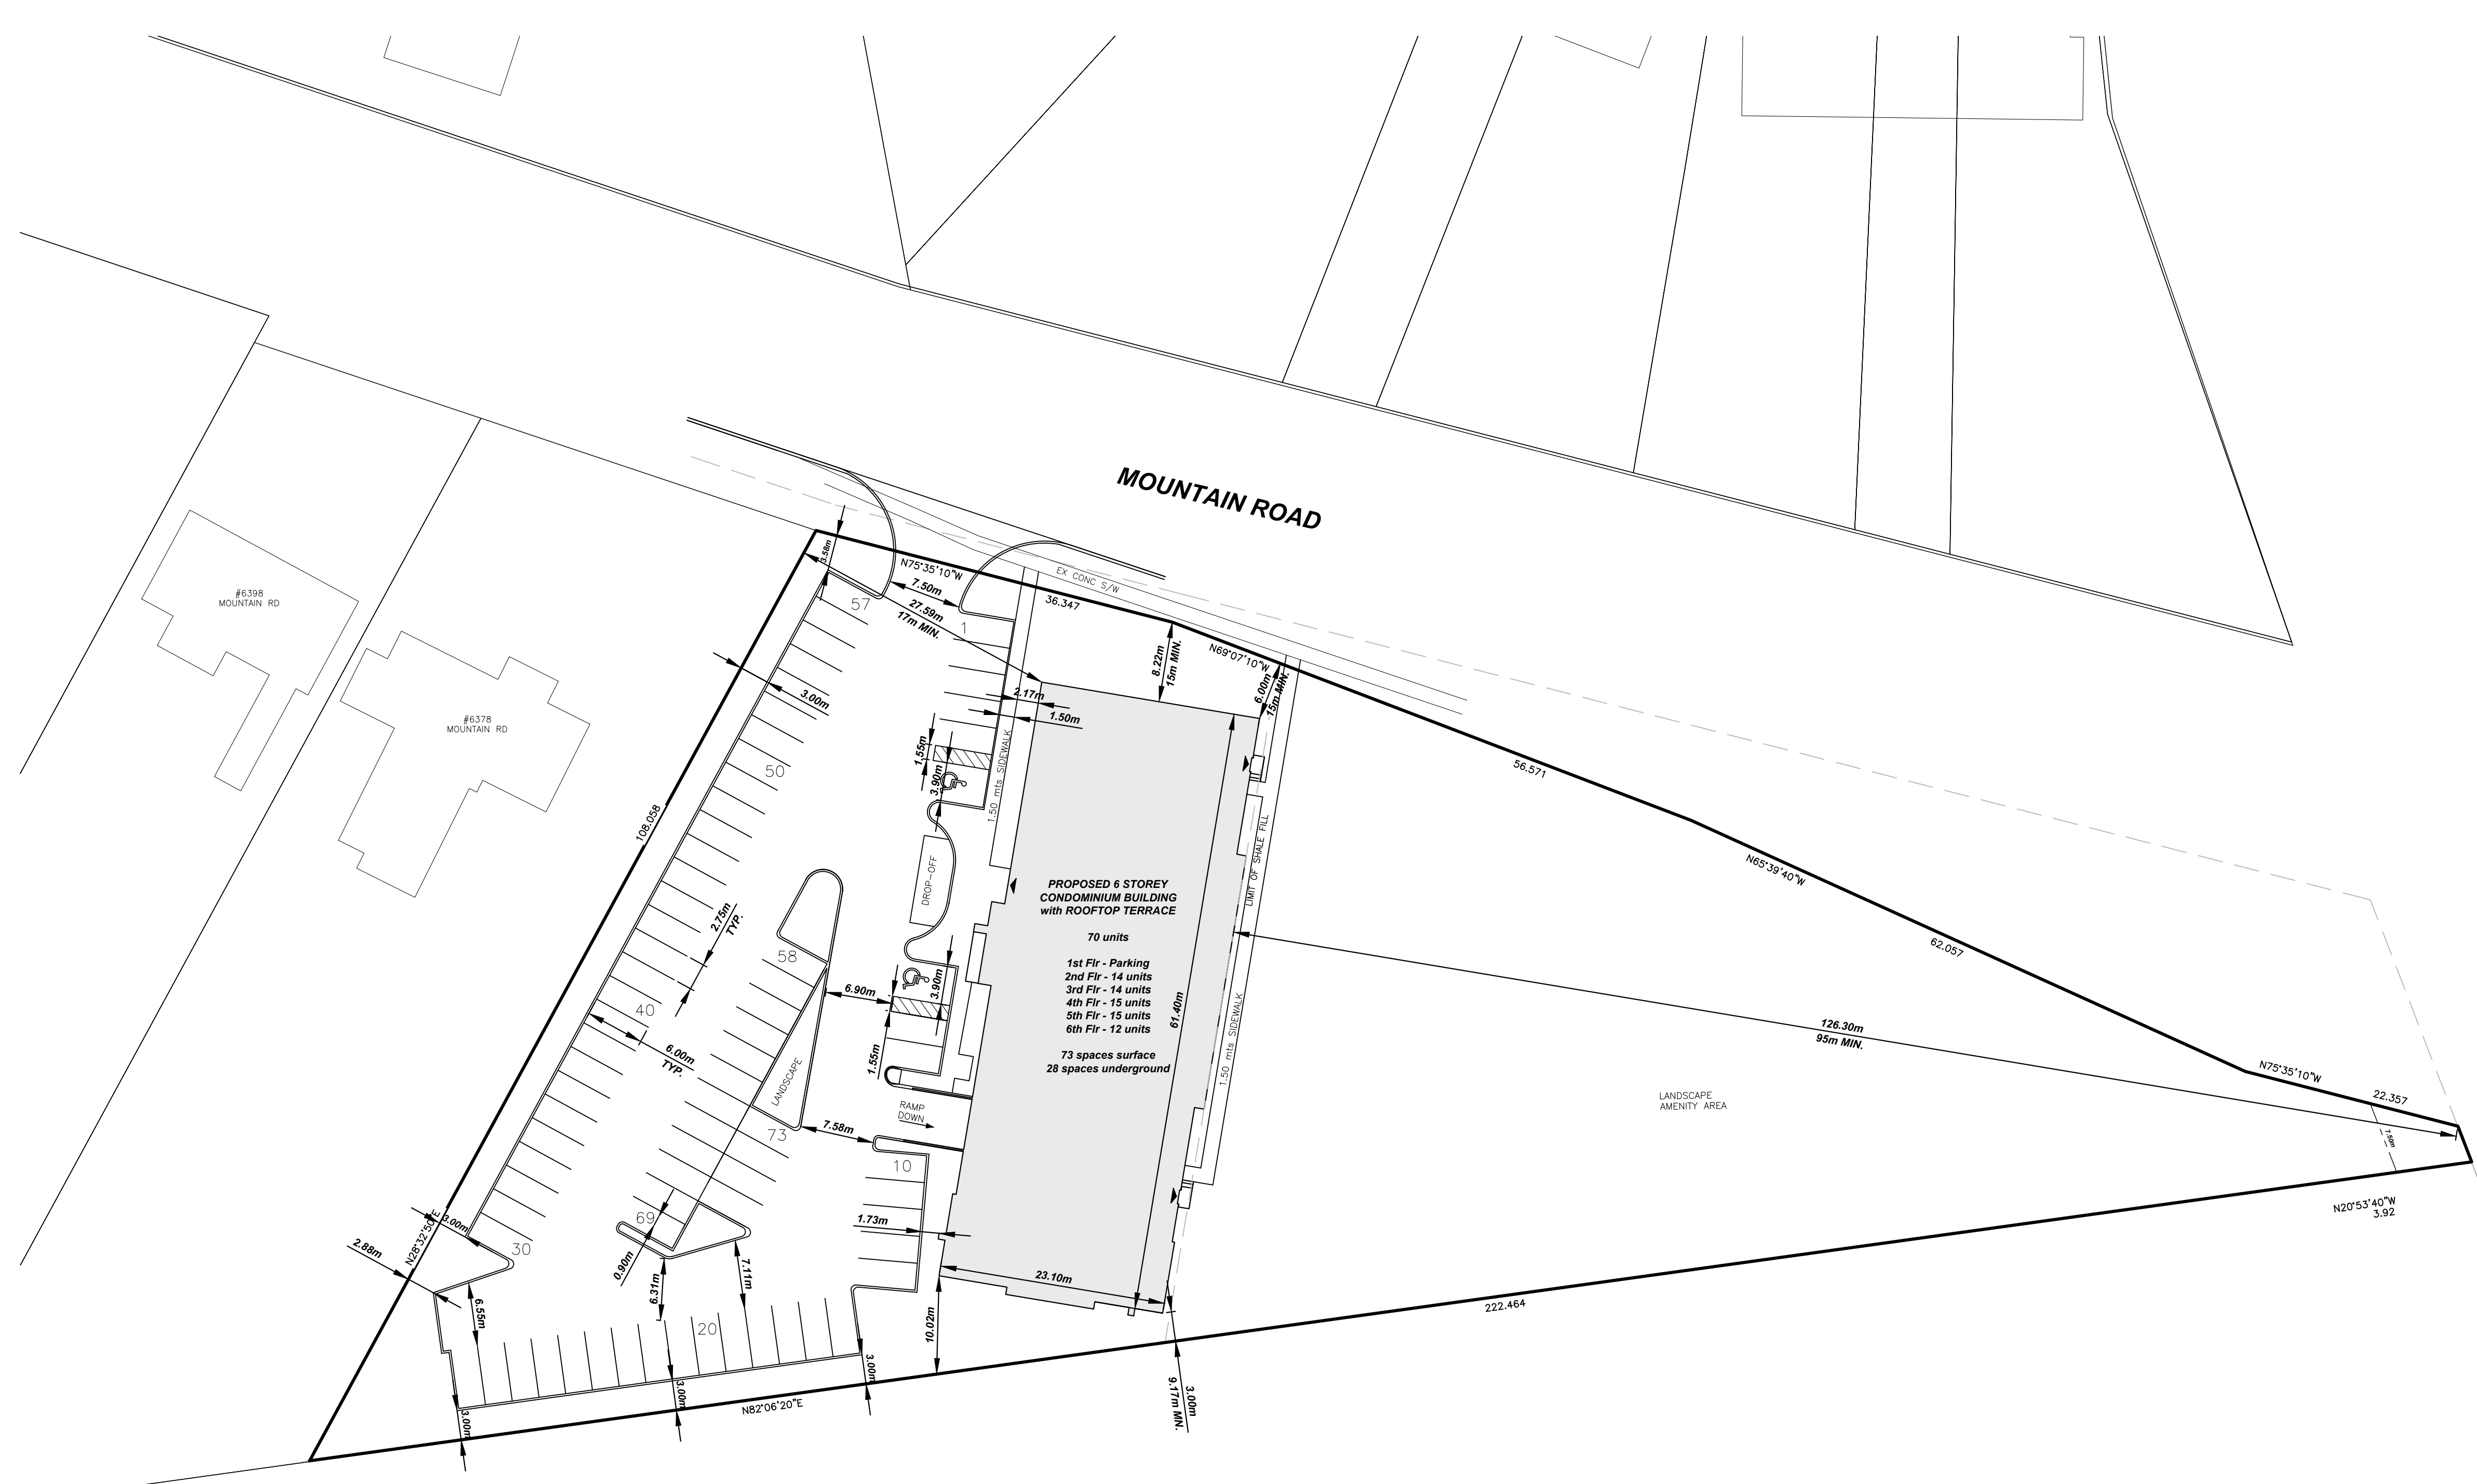 MOUNTAIN ROAD
EX CONC S/W
N75°35'10"W
36.347
3.58m
7.50m
27.59m
17m MIN.
57
1
#6398
MOUNTAIN RD
#6378
MOUNTAIN RD
8.22m
15m MIN.
N69°07'10"W
6.00m
15m MIN.
3.00m
2.17m
1.50m
1.50 mts SIDEWALK
1.55m
3.90m
50
56.571
108.058
DROP-OFF
LIMIT OF SHALE FILL
N65°39'40"W
62.057
PROPOSED 6 STOREY
CONDOMINIUM BUILDING
with ROOFTOP TERRACE
70 units
1st Flr - Parking
2nd Flr - 14 units
3rd Flr - 14 units
4th Flr - 15 units
5th Flr - 15 units
6th Flr - 12 units
73 spaces surface
28 spaces underground
61.40m
2.75m
TYP.
58
6.90m
3.90m
40
6.00m
TYP.
1.55m
1.50 mts SIDEWALK
126.30m
95m MIN.
LANDSCAPE
LANDSCAPE
AMENITY AREA
N75°35'10"W
22.357
7.50m
RAMP
DOWN
7.58m
73
10
N20°53'40"W
3.92
69
1.73m
30
3.00m
N28°32'50"E
2.88m
0.90m
6.31m
7.11m
6.55m
23.10m
20
10.02m
222.464
3.00m
3.00m
3.00m
N82°06'20"E
3.00m
9.17m MN.